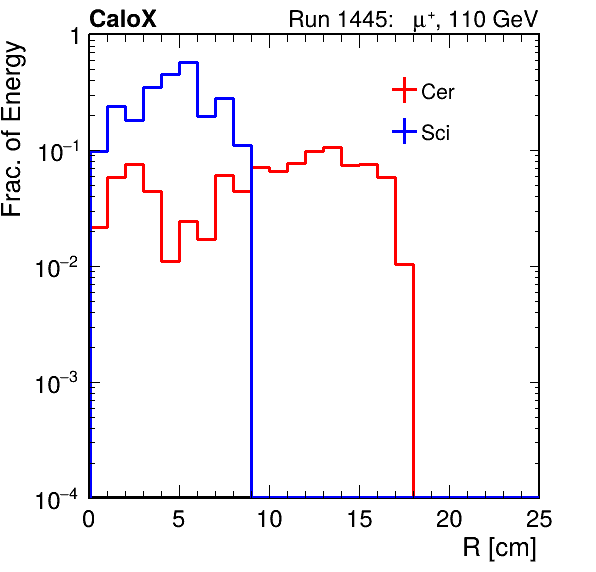 CaloX Run 1445: μ⁺, 110 GeV
Frac. of Energy
1
10⁻¹
10⁻²
10⁻³
10⁻⁴
Cer
Sci
0 5 10 15 20 25
R [cm]